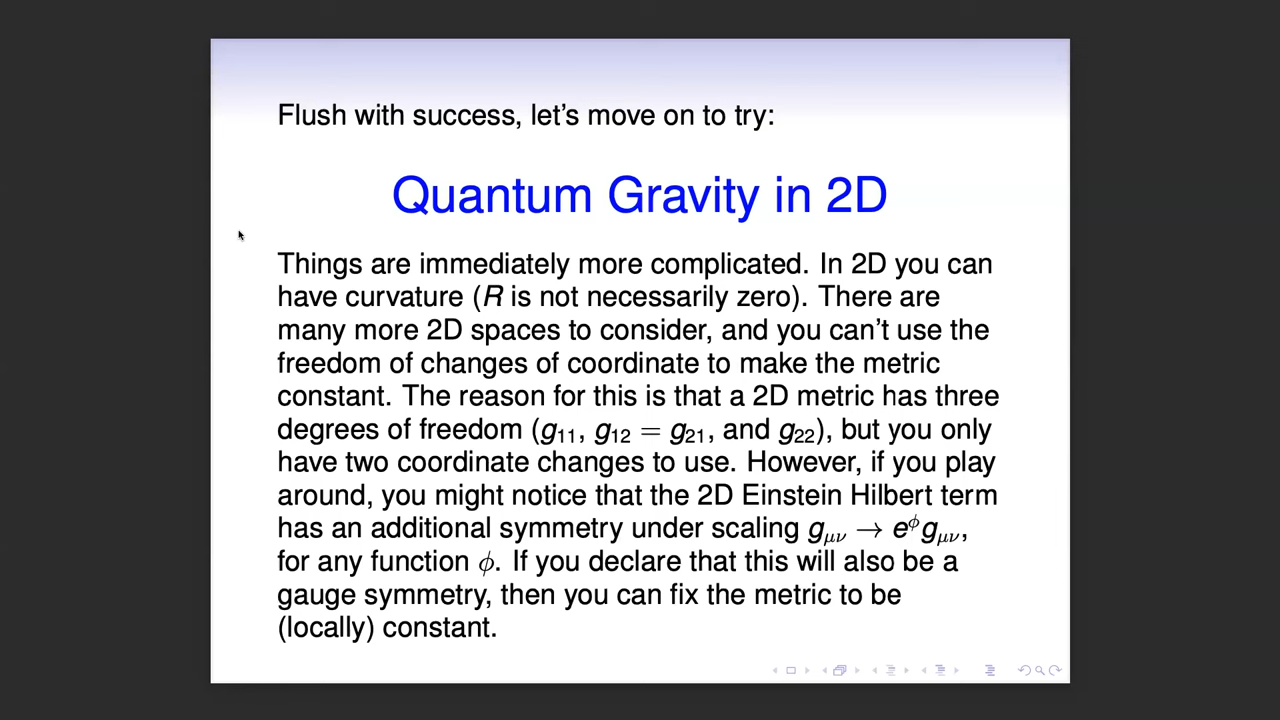 Flush with success, let's move on to try:
Quantum Gravity in 2D
Things are immediately more complicated. In 2D you can
have curvature (R is not necessarily zero). There are
many more 2D spaces to consider, and you can't use the
freedom of changes of coordinate to make the metric
constant. The reason for this is that a 2D metric has three
degrees of freedom (g₁₁, g₁₂ = g₂₁, and g₂₂), but you only
have two coordinate changes to use. However, if you play
around, you might notice that the 2D Einstein Hilbert term
has an additional symmetry under scaling g_μν → e^ϕ g_μν,
for any function ϕ. If you declare that this will also be a
gauge symmetry, then you can fix the metric to be
(locally) constant.